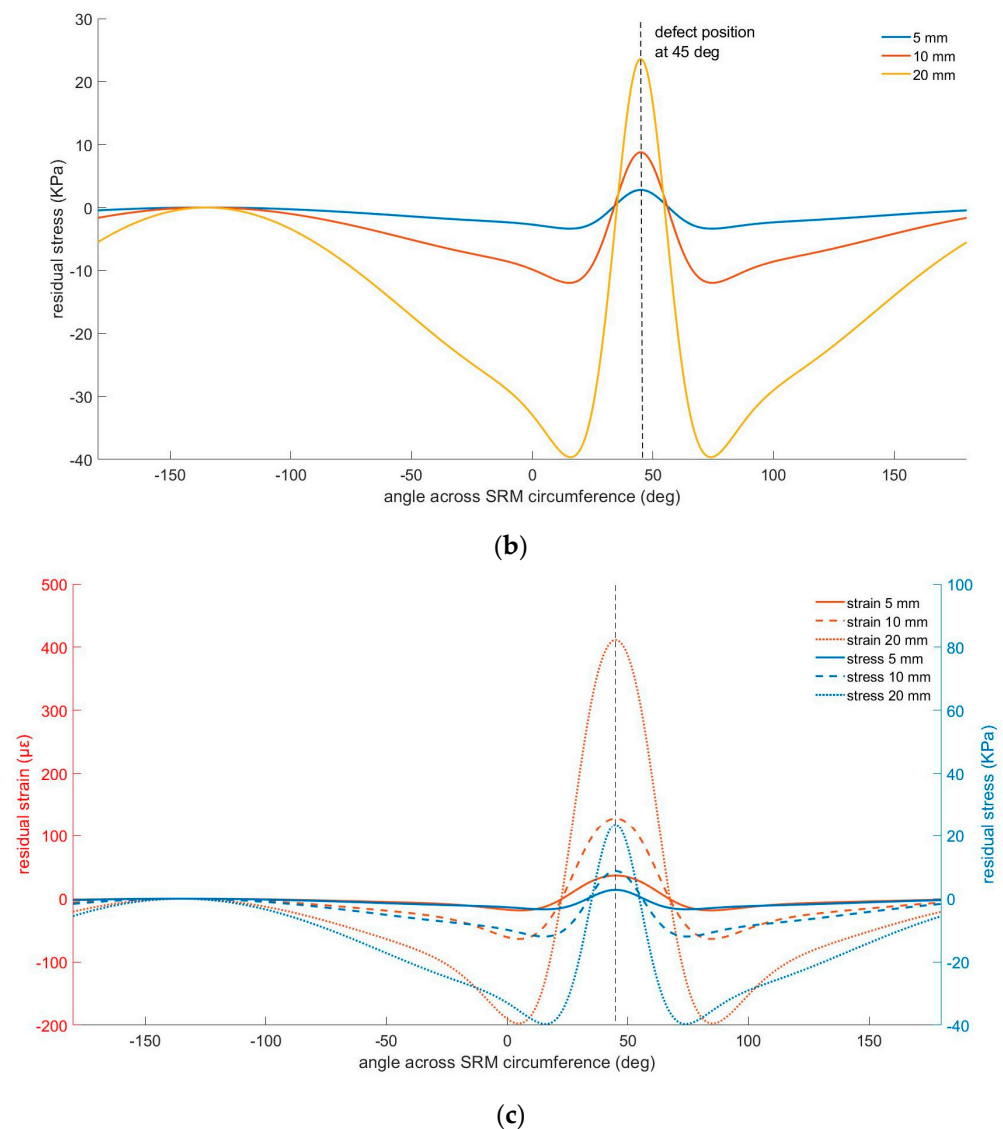 defect position
at 45 deg
5 mm
10 mm
20 mm
30
20
10
0
-10
-20
-30
-40
residual stress (KPa)
-150
-100
-50
0
50
100
150
angle across SRM circumference (deg)
(b)
500
400
300
200
100
0
-100
-200
residual strain (µε)
strain 5 mm
strain 10 mm
strain 20 mm
stress 5 mm
stress 10 mm
stress 20 mm
100
80
60
40
20
0
-20
-40
residual stress (KPa)
-150
-100
-50
0
50
100
150
angle across SRM circumference (deg)
(c)